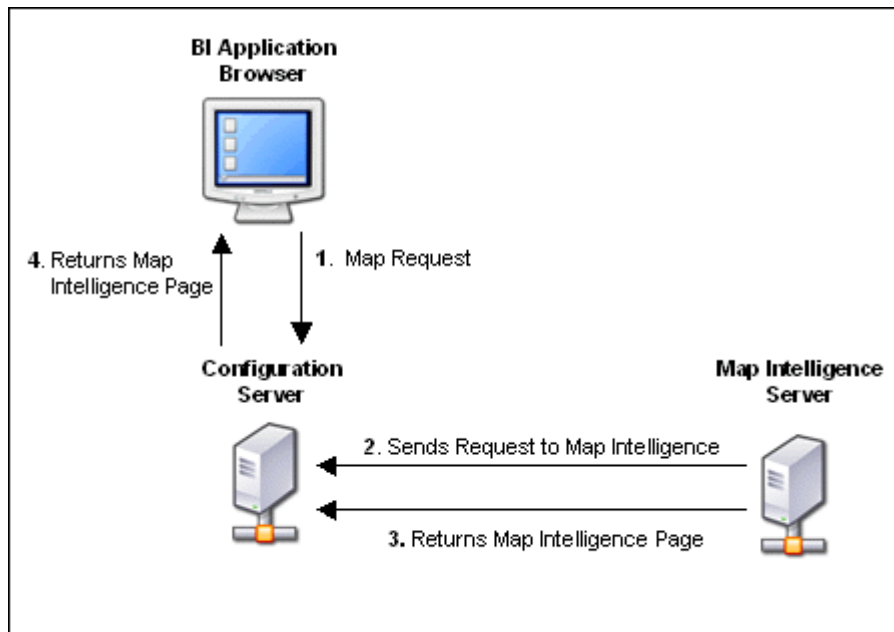 BI Application
Browser
4. Returns Map
Intelligence Page
1. Map Request
Configuration
Server
Map Intelligence
Server
2. Sends Request to Map Intelligence
3. Returns Map Intelligence Page